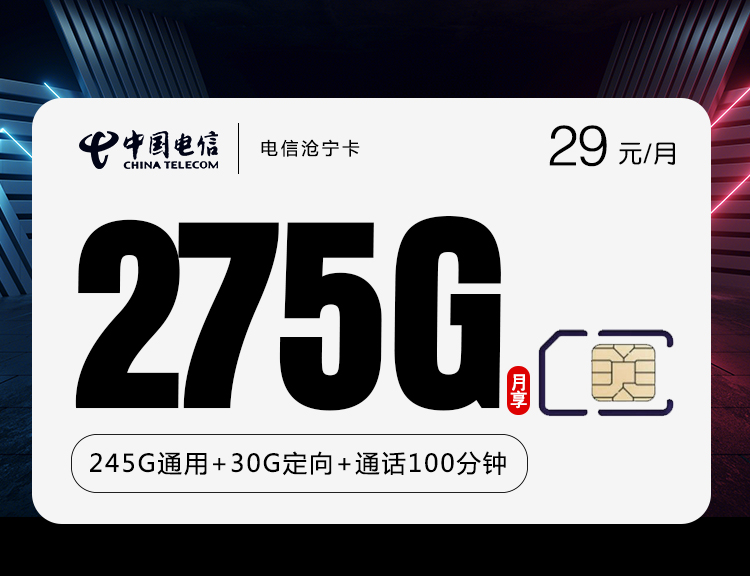 中国电信
CHINA TELECOM
电信沧宁卡
29 元/月
275G
月享
245G通用+30G定向+通话100分钟